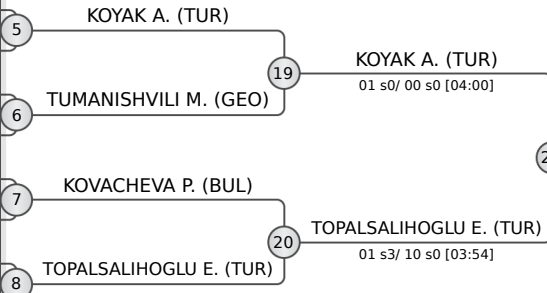 KOYAK A. (TUR)
5
19
KOYAK A. (TUR)
01 s0/ 00 s0 [04:00]
TUMANISHVILI M. (GEO)
6
KOVACHEVA P. (BUL)
7
20
TOPALSALIHOGLU E. (TUR)
01 s3/ 10 s0 [03:54]
TOPALSALIHOGLU E. (TUR)
8